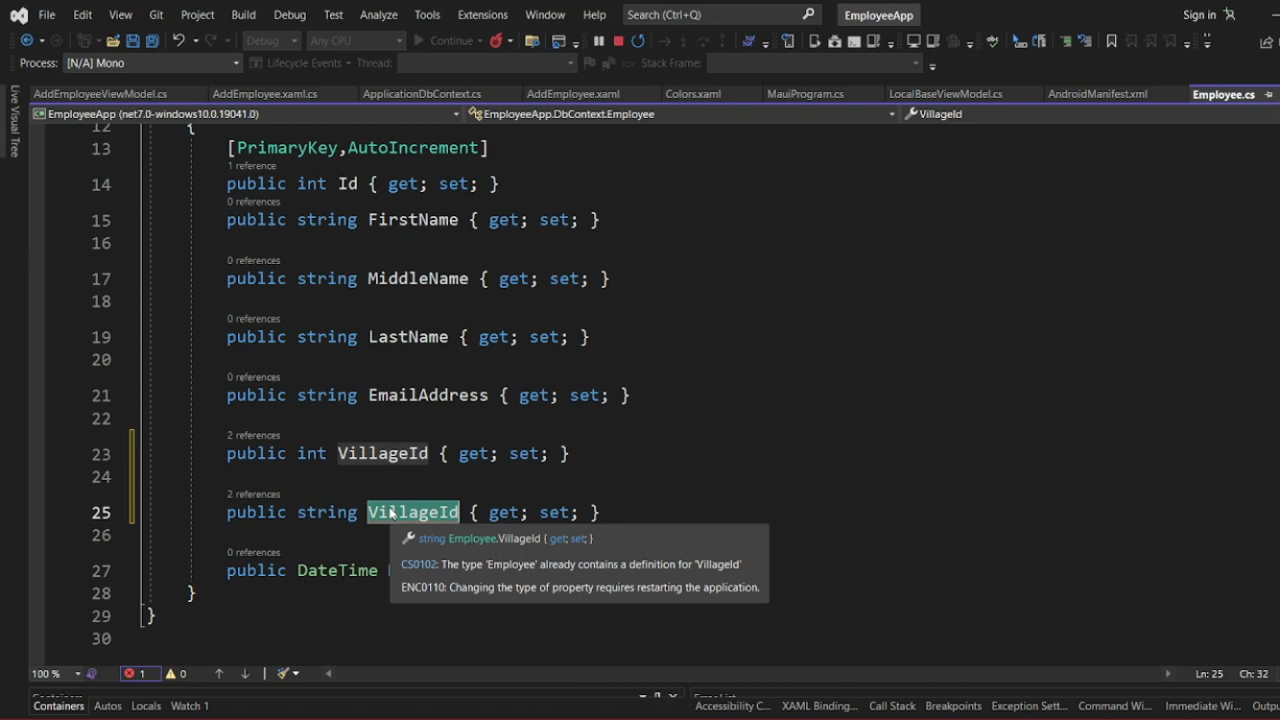 File Edit View Git Project Build Debug Test Analyze Tools Extensions Window Help Search (Ctrl+Q) EmployeeApp Sign in
Debug Any CPU Continue
Process: [N/A] Mono Lifecycle Events Thread: Stack Frame:
Live Visual Tree
AddEmployeeViewModel.cs AddEmployee.xaml.cs ApplicationDbContext.cs AddEmployee.xaml Colors.xaml MauiProgram.cs LocalBaseViewModel.cs AndroidManifest.xml Employee.cs
EmployeeApp (net7.0-windows10.0.19041.0) EmployeeApp.DbContext.Employee VillageId
12 {
13 [PrimaryKey,AutoIncrement]
1 reference
14 public int Id { get; set; }
0 references
15 public string FirstName { get; set; }
16
0 references
17 public string MiddleName { get; set; }
18
0 references
19 public string LastName { get; set; }
20
0 references
21 public string EmailAddress { get; set; }
22
2 references
23 public int VillageId { get; set; }
24
2 references
25 public string VillageId { get; set; }
26
string Employee.VillageId { get; set; }
0 references
CS0102: The type 'Employee' already contains a definition for 'VillageId'
27 public DateTime
ENC0110: Changing the type of property requires restarting the application.
28 }
29 }
30
100 % 1 0 Ln: 25 Ch: 32
Containers Autos Locals Watch 1 Accessibility C... XAML Binding... Call Stack Breakpoints Exception Sett... Command Wi... Immediate Wi...